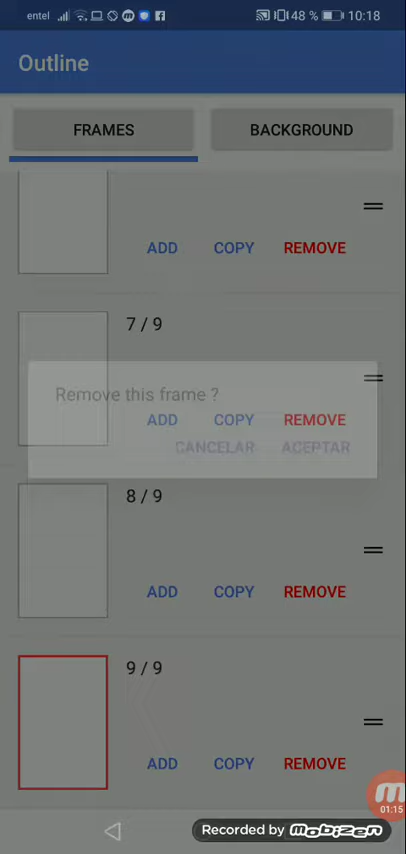 entel 48 % 10:18
Outline
FRAMES BACKGROUND
ADD COPY REMOVE
7 / 9
Remove this frame ?
ADD COPY REMOVE
CANCELAR ACEPTAR
8 / 9
ADD COPY REMOVE
9 / 9
ADD COPY REMOVE
01:15
Recorded by mobizen